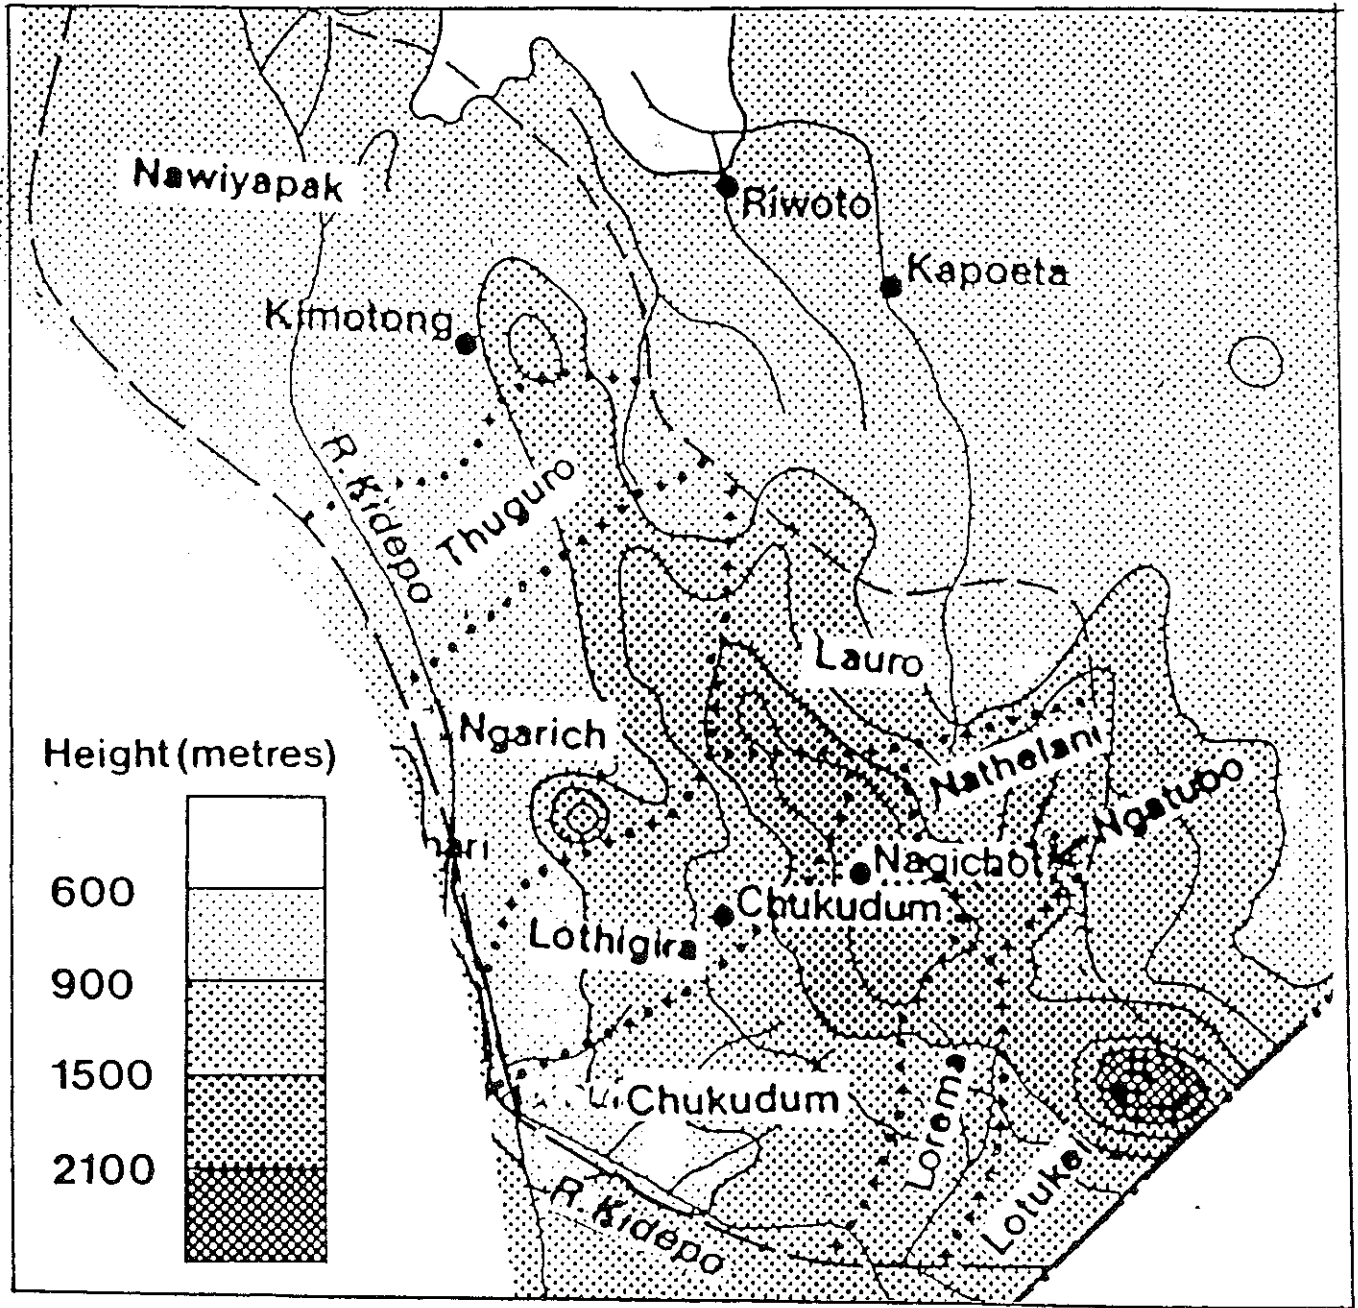 Nawiyapak
Riwoto
Kapoeta
Kimotong
R. Kidepo
Thuguro
Lauro
Ngarich
Nathelani
Ngatubo
Height (metres)
600
900
1500
2100
Nagichot
Chukudum
Lothigira
Chukudum
Lorema
Lotukei
R. Kidepo